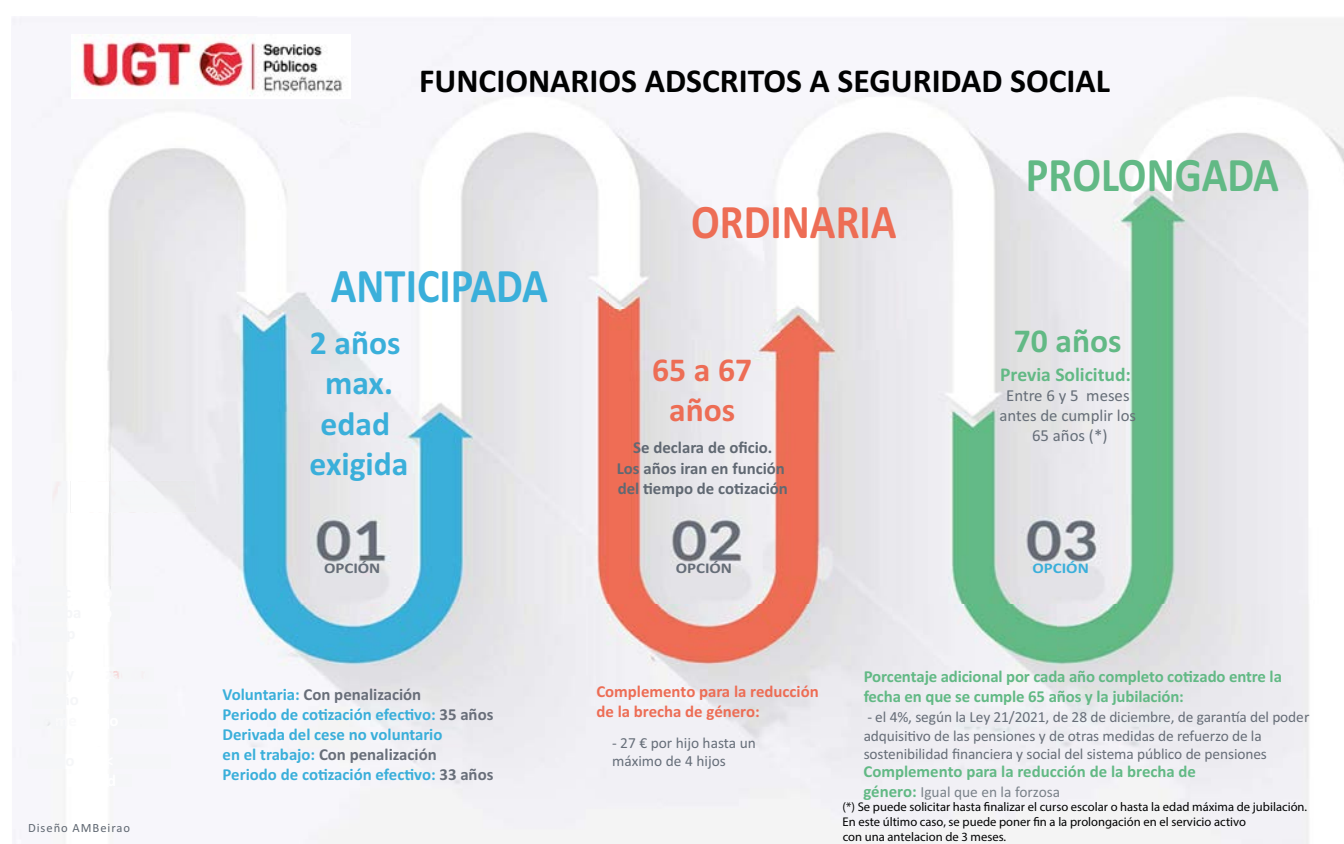 UGT
Servicios
Públicos
Enseñanza
FUNCIONARIOS ADSCRITOS A SEGURIDAD SOCIAL
ANTICIPADA
2 años
max.
edad
exigida
01
OPCIÓN
Voluntaria: Con penalización
Periodo de cotización efectivo: 35 años
Derivada del cese no voluntario
en el trabajo: Con penalización
Periodo de cotización efectivo: 33 años
ORDINARIA
65 a 67
años
Se declara de oficio.
Los años iran en función
del tiempo de cotización
02
OPCIÓN
Complemento para la reducción
de la brecha de género:
- 27 € por hijo hasta un
máximo de 4 hijos
PROLONGADA
70 años
Previa Solicitud:
Entre 6 y 5 meses
antes de cumplir los
65 años (*)
03
OPCIÓN
Porcentaje adicional por cada año completo cotizado entre la
fecha en que se cumple 65 años y la jubilación:
- el 4%, según la Ley 21/2021, de 28 de diciembre, de garantía del poder
adquisitivo de las pensiones y de otras medidas de refuerzo de la
sostenibilidad financiera y social del sistema público de pensiones
Complemento para la reducción de la brecha de
género: Igual que en la forzosa
(*) Se puede solicitar hasta finalizar el curso escolar o hasta la edad máxima de jubilación.
En este último caso, se puede poner fin a la prolongación en el servicio activo
con una antelacion de 3 meses.
Diseño AMBeirao